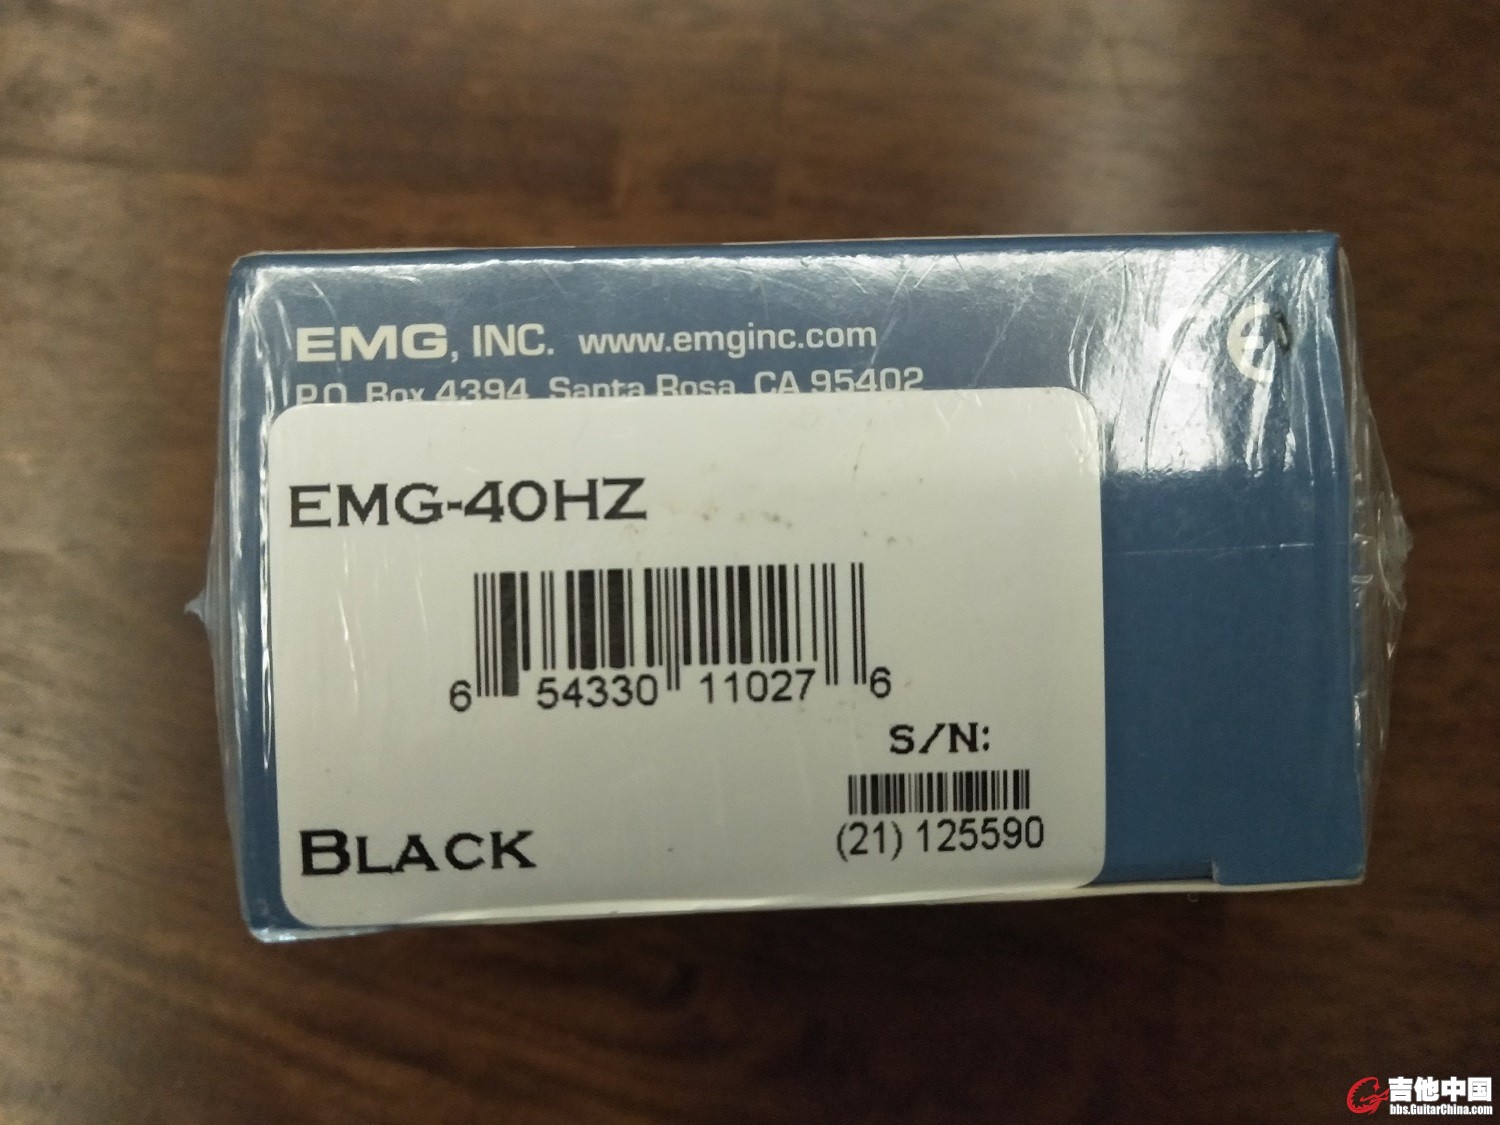 EMG, INC. www.emginc.com
P.O. Box 4394, Santa Rosa, CA 95402
CE
EMG-40HZ
6 54330 11027 6
S/N:
(21) 125590
BLACK
吉他中国
bbs.GuitarChina.com